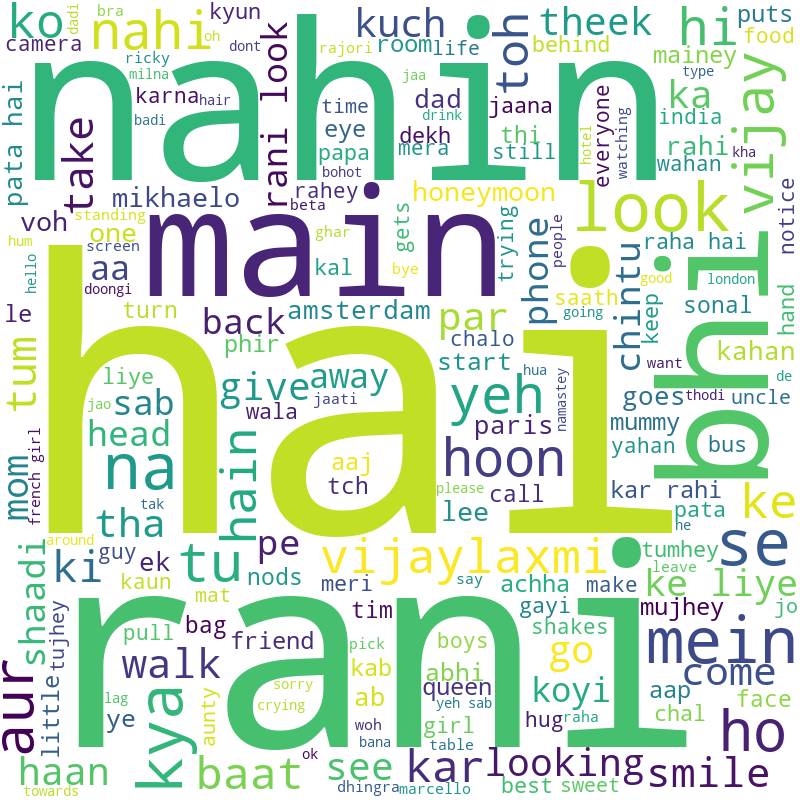 ko
dadi
bra
nahi
oh
dont
kyun
kuch
toh
theek
hi
puts
food
camera
ricky
milna
rajori
room
life
behind
mainey
nahin
jaa
type
pata hai
take
karna
hair
badi
rani look
time
eye
papa
bohot
dad
dekh
mera
drink
jaana
thi
still
hotel
everyone
watching
ka
rahi
wahan
india
kha
vijay
voh
standing
one
screen
mikhaelo
rahey
beta
honeymoon
gets
trying
look
phone
people
raha hai
notice
hum
hello
aa
doongi
main
ghar
kal
bye
saath
going
chintu
keep
good
london
sonal
hand
bhi
le
turn
back
amsterdam
par
chalo
start
kahan
tum
liye
jao
phir
give
away
wala
jaati
yeh
hua
namastey
paris
want
thodi
de
goes
mummy
uncle
hai
sab
head
na
hain
aaj
tch
hoon
call
yahan
bus
mom
french girl
tak
tha
please
lee
kar rahi
pata
he
ke
se
around
guy
ek
pe
vijaylaxmi
tumhey
leave
shaadi
ki
kaun
tu
nods
mat
meri
say
achha
make
ke liye
jo
tujhey
pull
bag
tim
friend
pick
boys
gayi
shakes
mujhey
mein
aur
little
walk
kab
abhi
go
come
lag
ye
kya
aunty
sorry
crying
ab
queen
yeh sab
koyi
aap
face
rani
girl
hug
raha
chal
ho
haan
baat
ok
woh
bana
table
see
kar
looking
smile
towards
dhingra
marcello
best
sweet